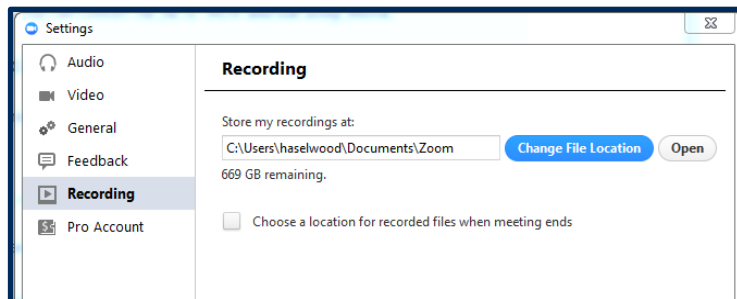 Settings
Audio
Video
General
Feedback
Recording
Pro Account
Recording
Store my recordings at:
C:\Users\haselwood\Documents\Zoom Change File Location Open
669 GB remaining.
Choose a location for recorded files when meeting ends